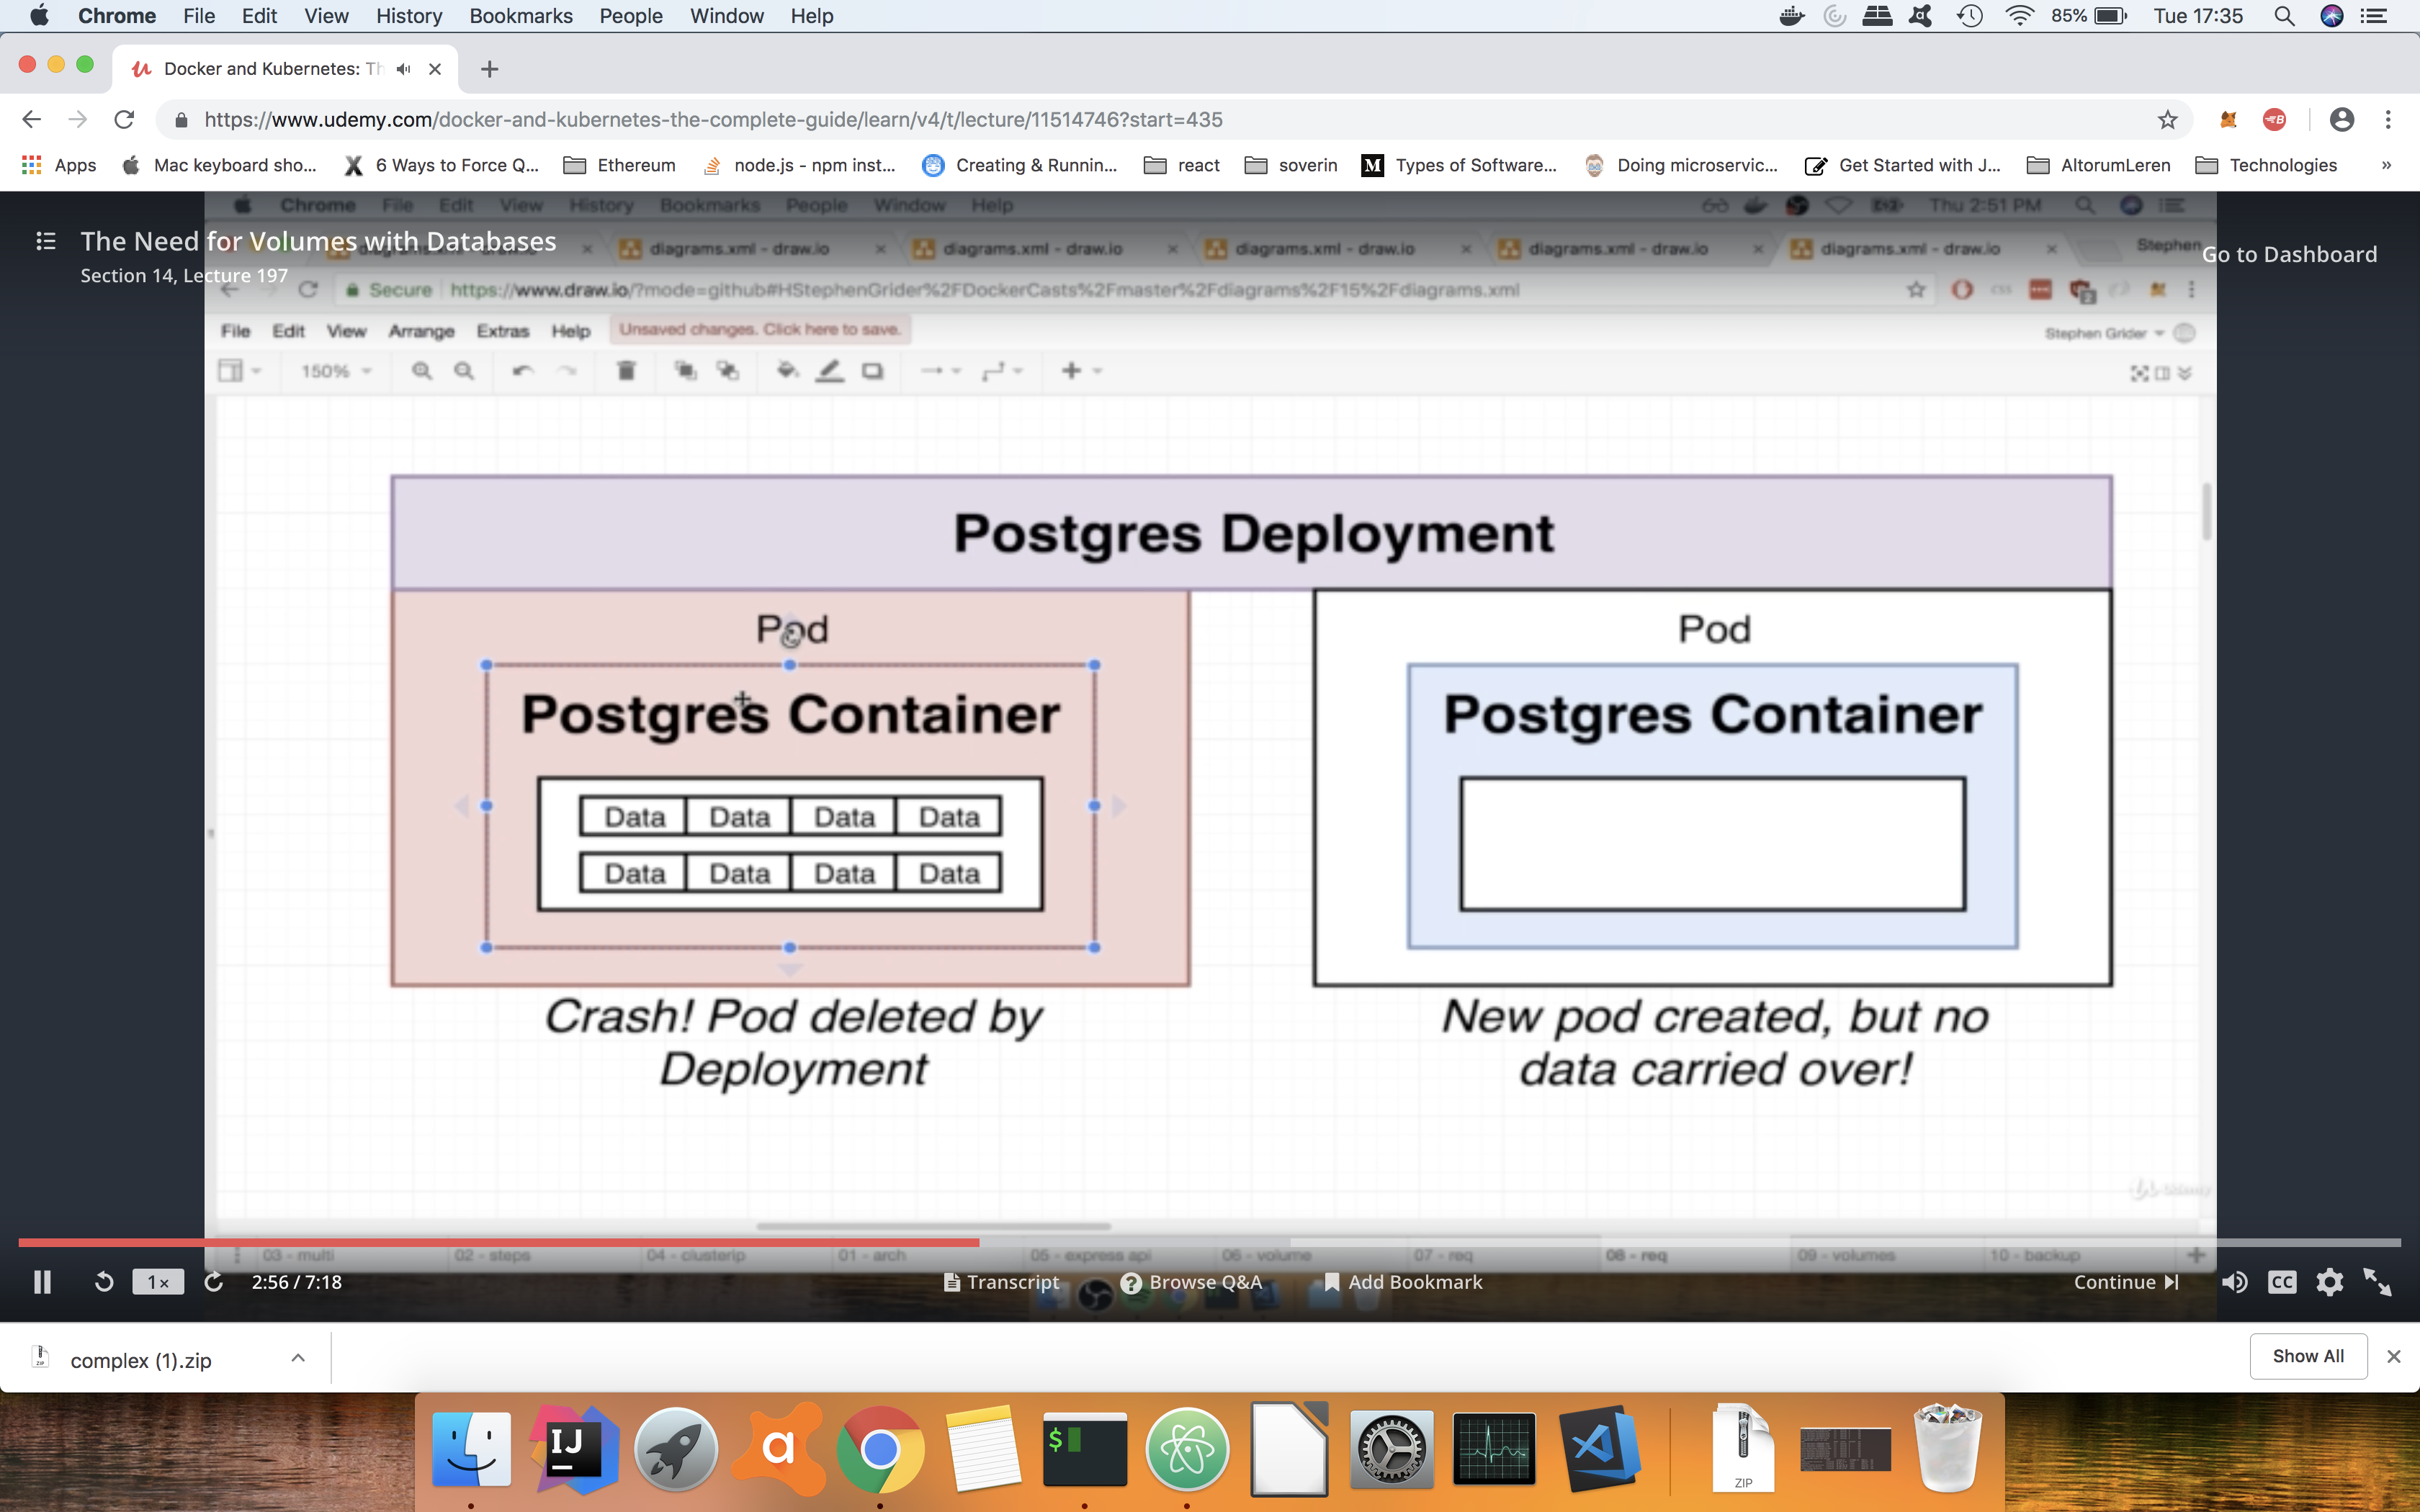 Chrome File Edit View History Bookmarks People Window Help 85% Tue 17:35
Docker and Kubernetes: Th
https://www.udemy.com/docker-and-kubernetes-the-complete-guide/learn/v4/t/lecture/11514746?start=435
Apps Mac keyboard sho... 6 Ways to Force Q... Ethereum node.js - npm inst... Creating & Runnin... react soverin Types of Software... Doing microservic... Get Started with J... AltorumLeren Technologies »
Chrome File Edit View History Bookmarks People Window Help Thu 2:51 PM
The Need for Volumes with Databases
diagrams.xml - draw.io diagrams.xml - draw.io diagrams.xml - draw.io diagrams.xml - draw.io diagrams.xml - draw.io Stephen
Go to Dashboard
Section 14, Lecture 197
Secure https://www.draw.io/?mode=github#HStephenGrider%2FDockerCasts%2Fmaster%2Fdiagrams%2F15%2Fdiagrams.xml
File Edit View Arrange Extras Help Unsaved changes. Click here to save. Stephen Grider
150%
Postgres Deployment
Pod
Postgres Container
Data Data Data Data
Data Data Data Data
Crash! Pod deleted by
Deployment
Pod
Postgres Container
New pod created, but no
data carried over!
Udemy
03 - multi 02 - steps 04 - clusterip 01 - arch 05 - express api 06 - volume 07 - req 08 - req 09 - volumes 10 - backup
1x 2:56 / 7:18 Transcript Browse Q&A Add Bookmark Continue CC
complex (1).zip Show All
IJ
a
$
ZIP